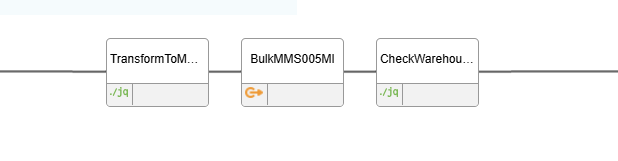 TransformToM...
BulkMMS005MI
CheckWarehou...
./jq
./jq